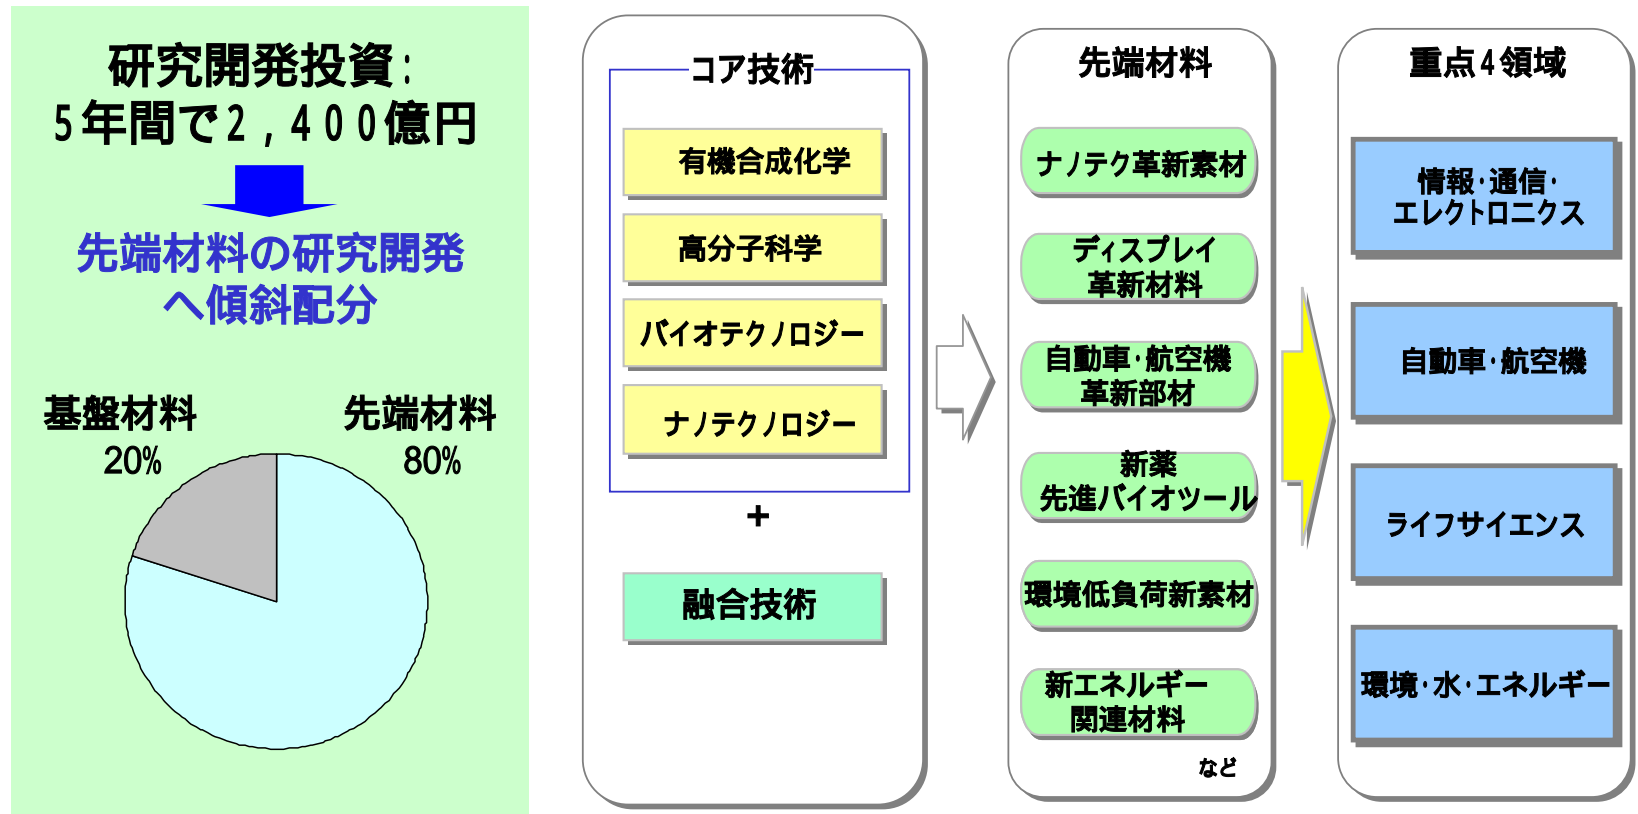 研究開発投資:
5年間で2,400億円
先端材料の研究開発
へ傾斜配分
基盤材料
20%
先端材料
80%
コア技術
有機合成化学
高分子科学
バイオテクノロジー
ナノテクノロジー
+
融合技術
先端材料
ナノテク革新素材
ディスプレイ
革新材料
自動車・航空機
革新部材
新薬
先進バイオツール
環境低負荷新素材
新エネルギー
関連材料
など
重点4領域
情報・通信・
エレクトロニクス
自動車・航空機
ライフサイエンス
環境・水・エネルギー